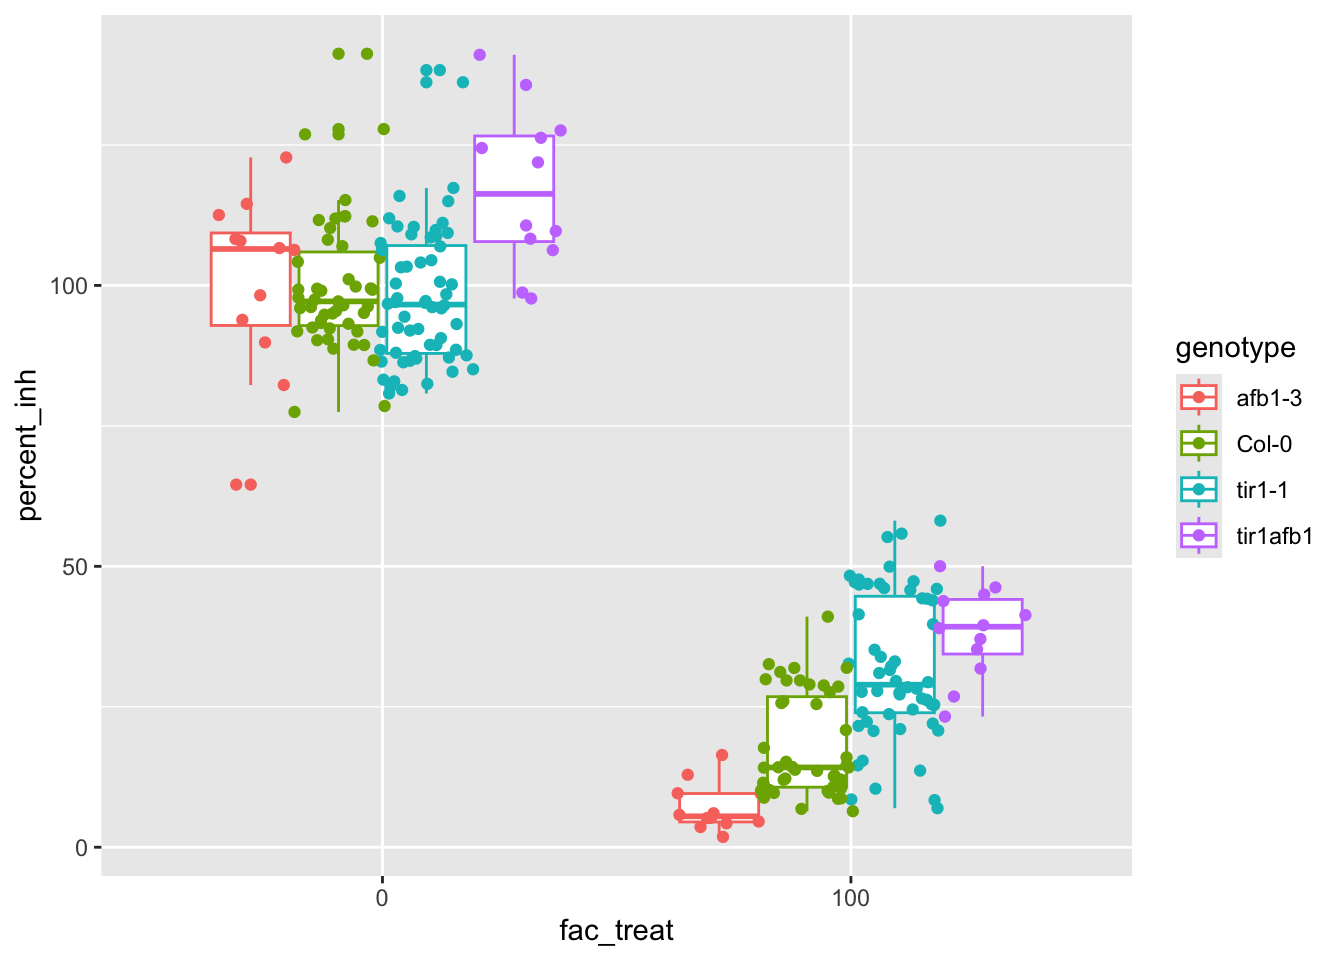 percent_inh
100
50
0
0
100
fac_treat
genotype
afb1-3
Col-0
tir1-1
tir1afb1